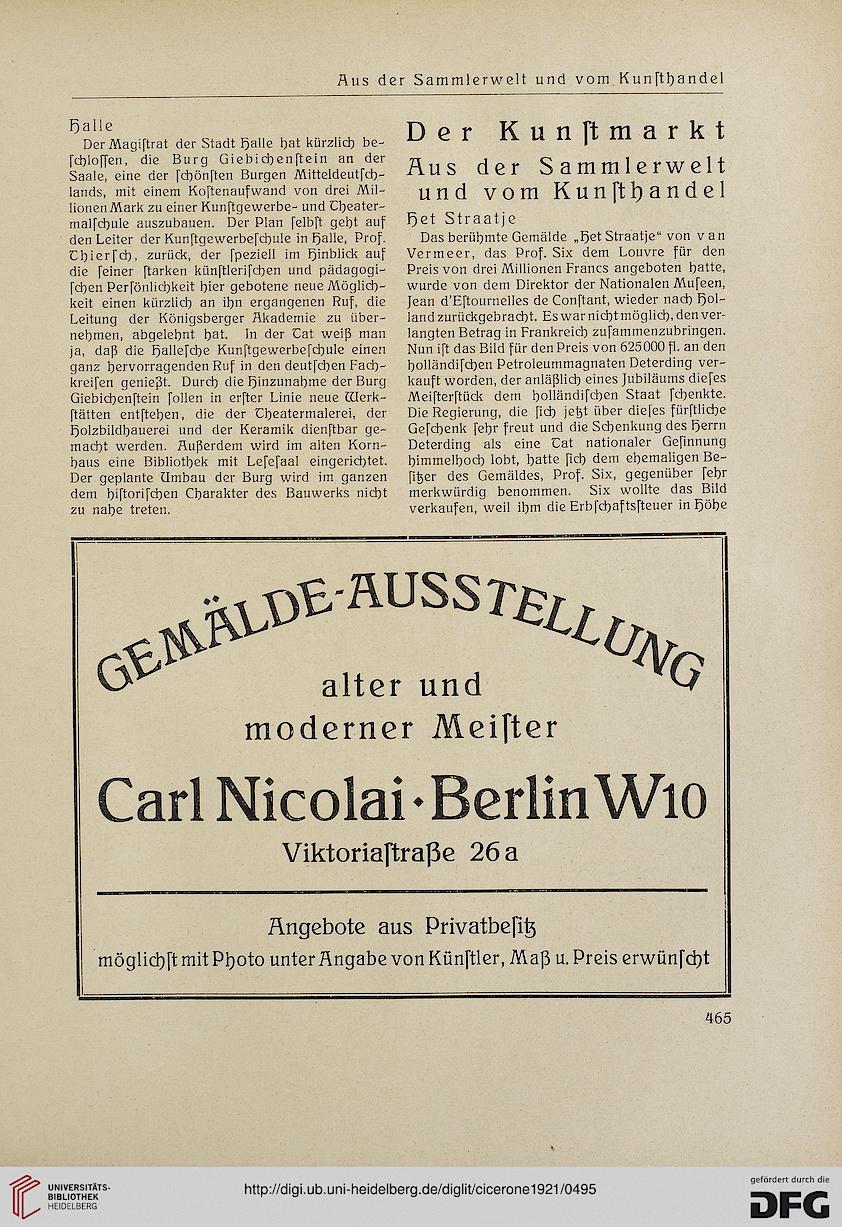 Aus der Sammlerwelt und vom Kunſthandel
Halle
Der Magiſtrat der Stadt Halle hat kürzlich be-
ſchloſſen, die Burg Giebichenſtein an der
Saale, eine der ſchönſten Burgen Mitteldeutſch-
lands, mit einem Koſtenaufwand von drei Mil-
lionen Mark zu einer Kunſtgewerbe- und Theater-
malſchule auszubauen. Der Plan ſelbſt geht auf
den Leiter der Kunſtgewerbeſchule in Halle, Prof.
Thierſch, zurück, der ſpeziell im Hinblick auf
die ſeiner ſtarken künſtleriſchen und pädagogi-
ſchen Perſönlichkeit hier gebotene neue Möglich-
keit einen kürzlich an ihn ergangenen Ruf, die
Leitung der Königsberger Akademie zu über-
nehmen, abgelehnt hat. In der Tat weiß man
ja, daß die Halleſche Kunſtgewerbeſchule einen
ganz hervorragenden Ruf in den deutſchen Fach-
kreiſen genießt. Durch die Hinzunahme der Burg
Giebichenſtein ſollen in erſter Linie neue Werk-
ſtätten entſtehen, die der Theatermalerei, der
Holzbildhauerei und der Keramik dienſtbar ge-
macht werden. Außerdem wird im alten Korn-
haus eine Bibliothek mit Leſeſaal eingerichtet.
Der geplante Umbau der Burg wird im ganzen
dem hiſtoriſchen Charakter des Bauwerks nicht
zu nahe treten.
Der Kunſtmarkt
Aus der Sammlerwelt
und vom Kunſthandel
Het Straatje
Das berühmte Gemälde „Het Straatje“ von van
Vermeer, das Prof. Six dem Louvre für den
Preis von drei Millionen Francs angeboten hatte,
wurde von dem Direktor der Nationalen Muſeen,
Jean d'Eſtournelles de Conſtant, wieder nach Hol-
land zurückgebracht. Es war nicht möglich, den ver-
langten Betrag in Frankreich zuſammenzubringen.
Nun iſt das Bild für den Preis von 625000 fl. an den
holländiſchen Petroleummagnaten Deterding ver-
kauft worden, der anläßlich eines Jubiläums dieſes
Meiſterſtück dem holländiſchen Staat ſchenkte.
Die Regierung, die ſich jetzt über dieſes fürſtliche
Geſchenk ſehr freut und die Schenkung des Herrn
Deterding als eine Tat nationaler Geſinnung
himmelhoch lobt, hatte ſich dem ehemaligen Be-
ſitzer des Gemäldes, Prof. Six, gegenüber ſehr
merkwürdig benommen. Six wollte das Bild
verkaufen, weil ihm die Erbſchaftsſteuer in Höhe
GEMÄLDE-AUSSTELLUNG
alter und
moderner Meiſter
Carl Nicolai · Berlin W10
Viktoriaſtraße 26a
Angebote aus Privatbeſitz
möglichſt mit Photo unter Angabe von Künſtler, Maß u. Preis erwünſcht
465
UNIVERSITÄTS-
BIBLIOTHEK
HEIDELBERG
http://digi.ub.uni-heidelberg.de/diglit/cicerone1921/0495
gefördert durch die
DFG